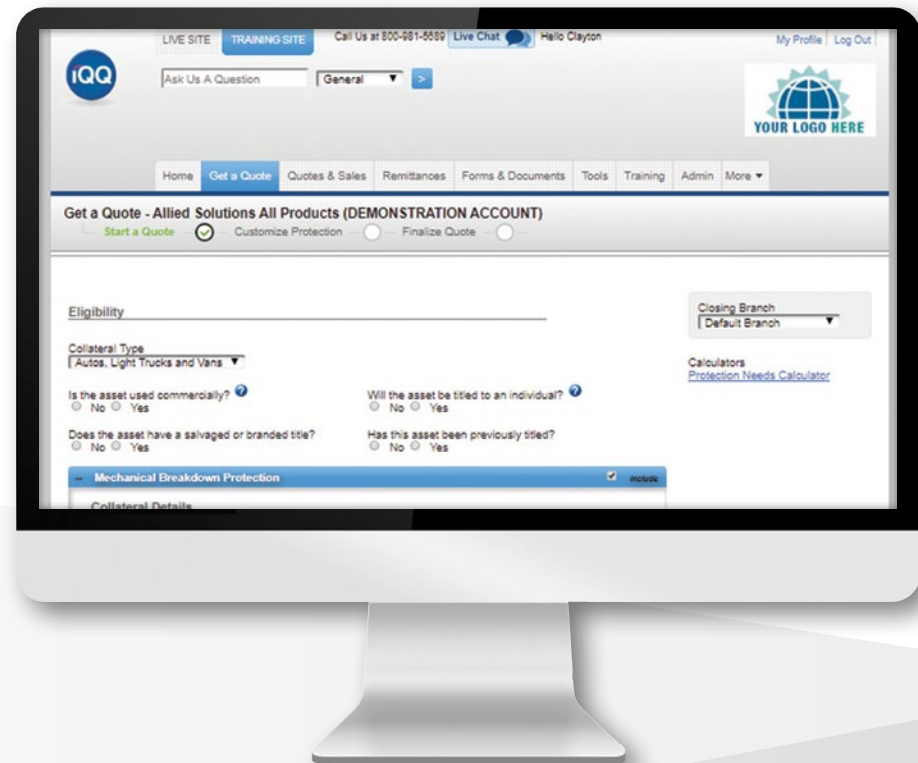 LIVE SITE TRAINING SITE Call Us at 800-981-5689 Live Chat Hello Clayton My Profile Log Out
iQQ
Ask Us A Question General >
YOUR LOGO HERE
Home Get a Quote Quotes & Sales Remittances Forms & Documents Tools Training Admin More
Get a Quote - Allied Solutions All Products (DEMONSTRATION ACCOUNT)
Start a Quote Customize Protection Finalize Quote
Eligibility
Closing Branch
Default Branch
Collateral Type
Autos, Light Trucks and Vans
Calculators
Protection Needs Calculator
Is the asset used commercially? ? Will the asset be titled to an individual? ?
No Yes No Yes
Does the asset have a salvaged or branded title? Has this asset been previously titled?
No Yes No Yes
– Mechanical Breakdown Protection include
Collateral Details